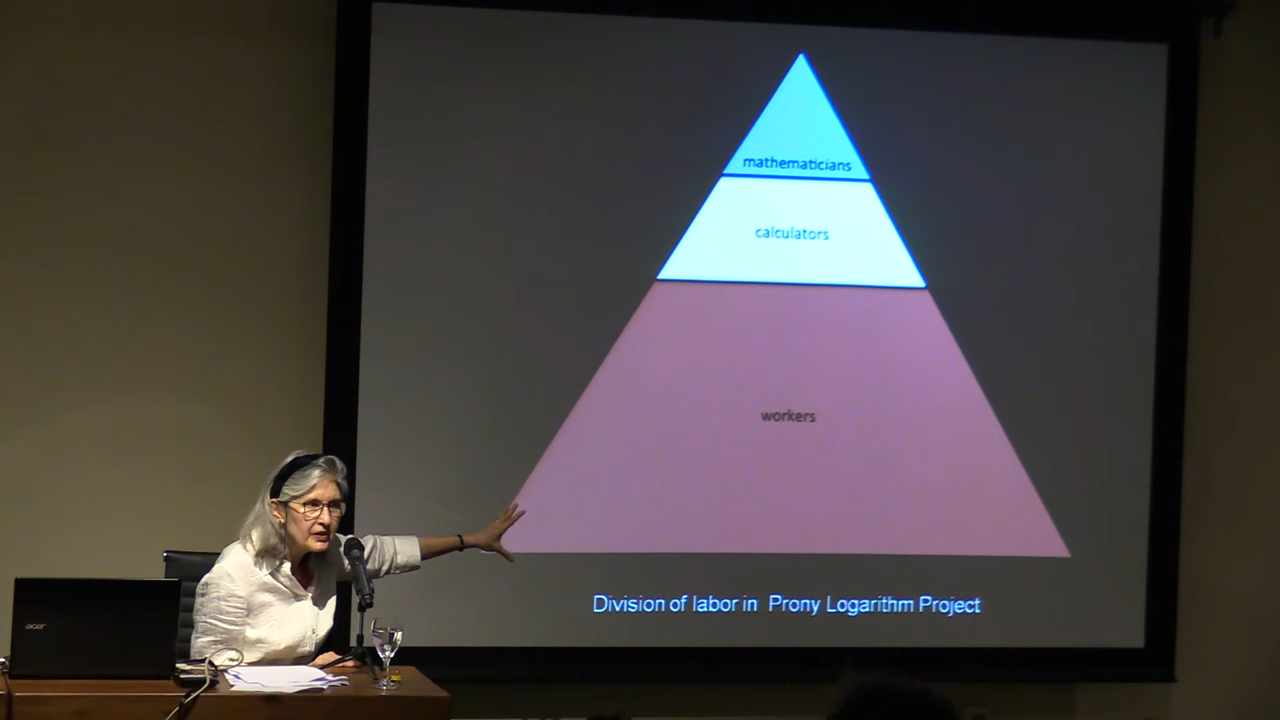 mathematicians
calculators
workers
Division of labor in Prony Logarithm Project
acer